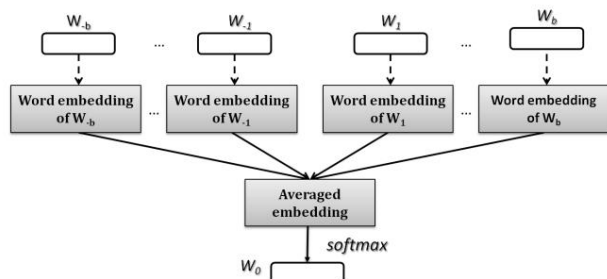 W-b ... W-1 W1 ... Wb
Word embedding of W-b
...
Word embedding of W-1
Word embedding of W1
...
Word embedding of Wb
Averaged embedding
softmax
W0